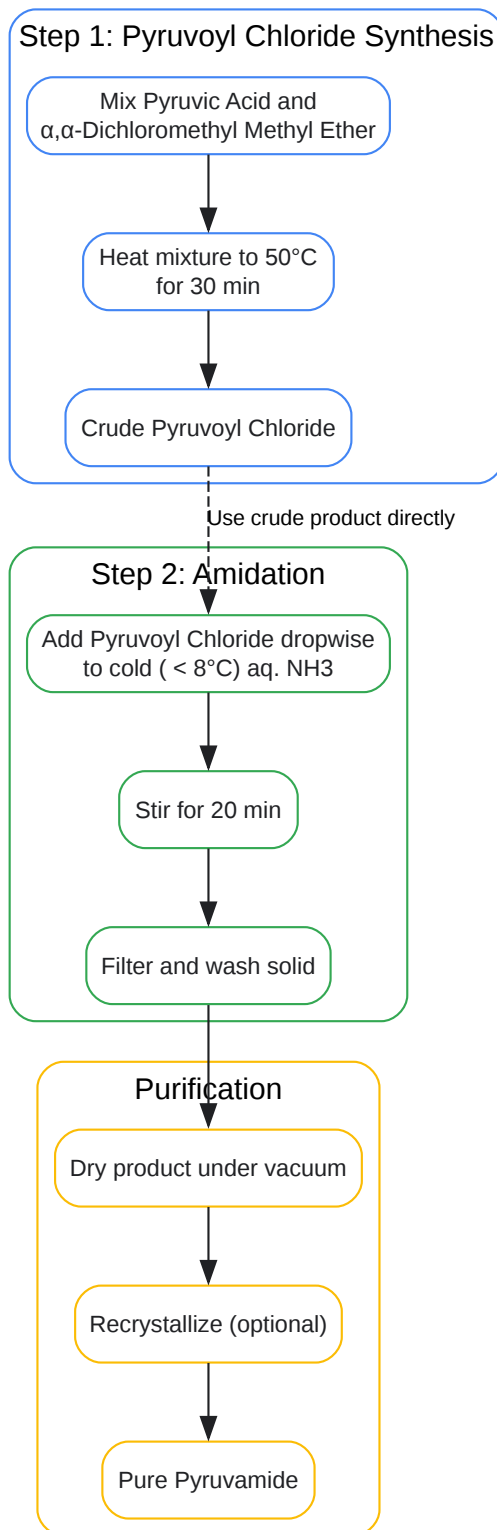 Step 1: Pyruvoyl Chloride Synthesis
Mix Pyruvic Acid and
α,α-Dichloromethyl Methyl Ether
Heat mixture to 50°C
for 30 min
Crude Pyruvoyl Chloride
Use crude product directly
Step 2: Amidation
Add Pyruvoyl Chloride dropwise
to cold ( < 8°C) aq. NH3
Stir for 20 min
Filter and wash solid
Purification
Dry product under vacuum
Recrystallize (optional)
Pure Pyruvamide